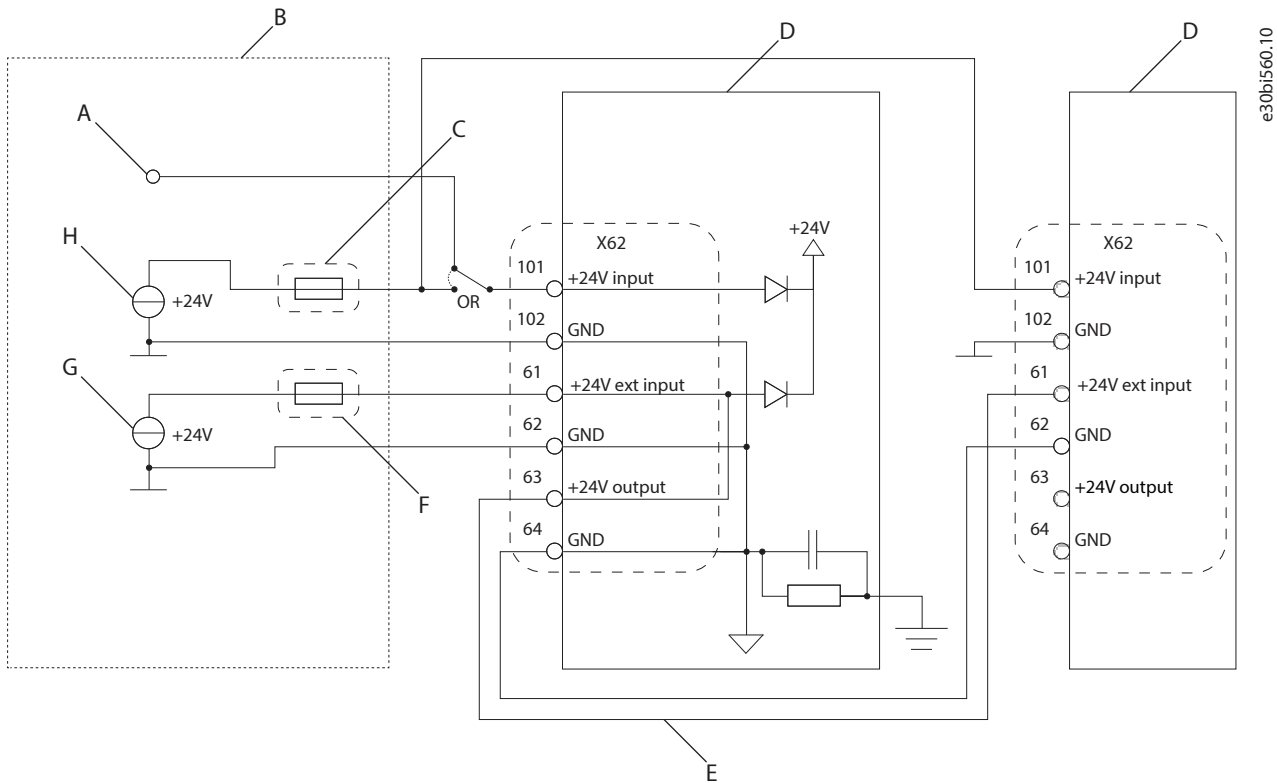 B
D
D
e30bi560.10
A
C
H
+24V
G
+24V
F
OR
X62
+24V
101
+24V input
102
GND
61
+24V ext input
62
GND
63
+24V output
64
GND
X62
101
+24V input
102
GND
61
+24V ext input
62
GND
63
+24V output
64
GND
E